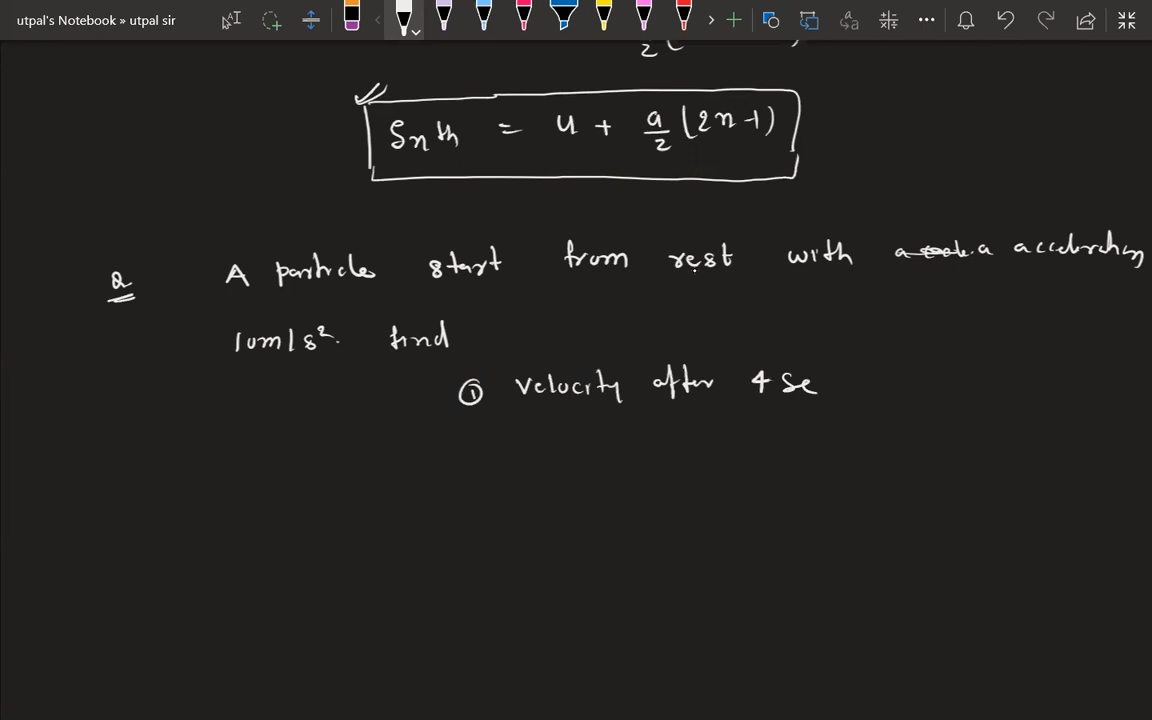 utpal's Notebook » utpal sir
Snth = u + a/2 (2n-1)
Q A particle start from rest with a acceleration
10m/s². find
① velocity after 4 se